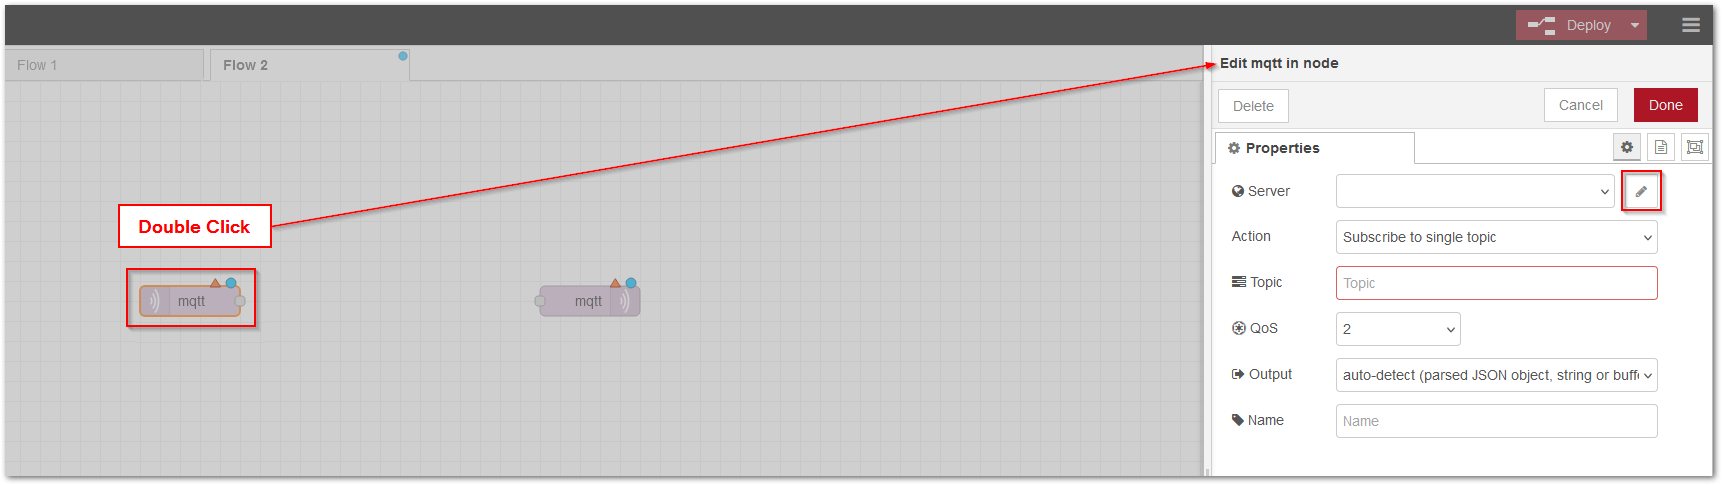 Deploy
Flow 1
Flow 2
Edit mqtt in node
Delete
Cancel
Done
Properties
Server
Double Click
Action
Subscribe to single topic
Topic
Topic
mqtt
mqtt
QoS
2
Output
auto-detect (parsed JSON object, string or buff
Name
Name